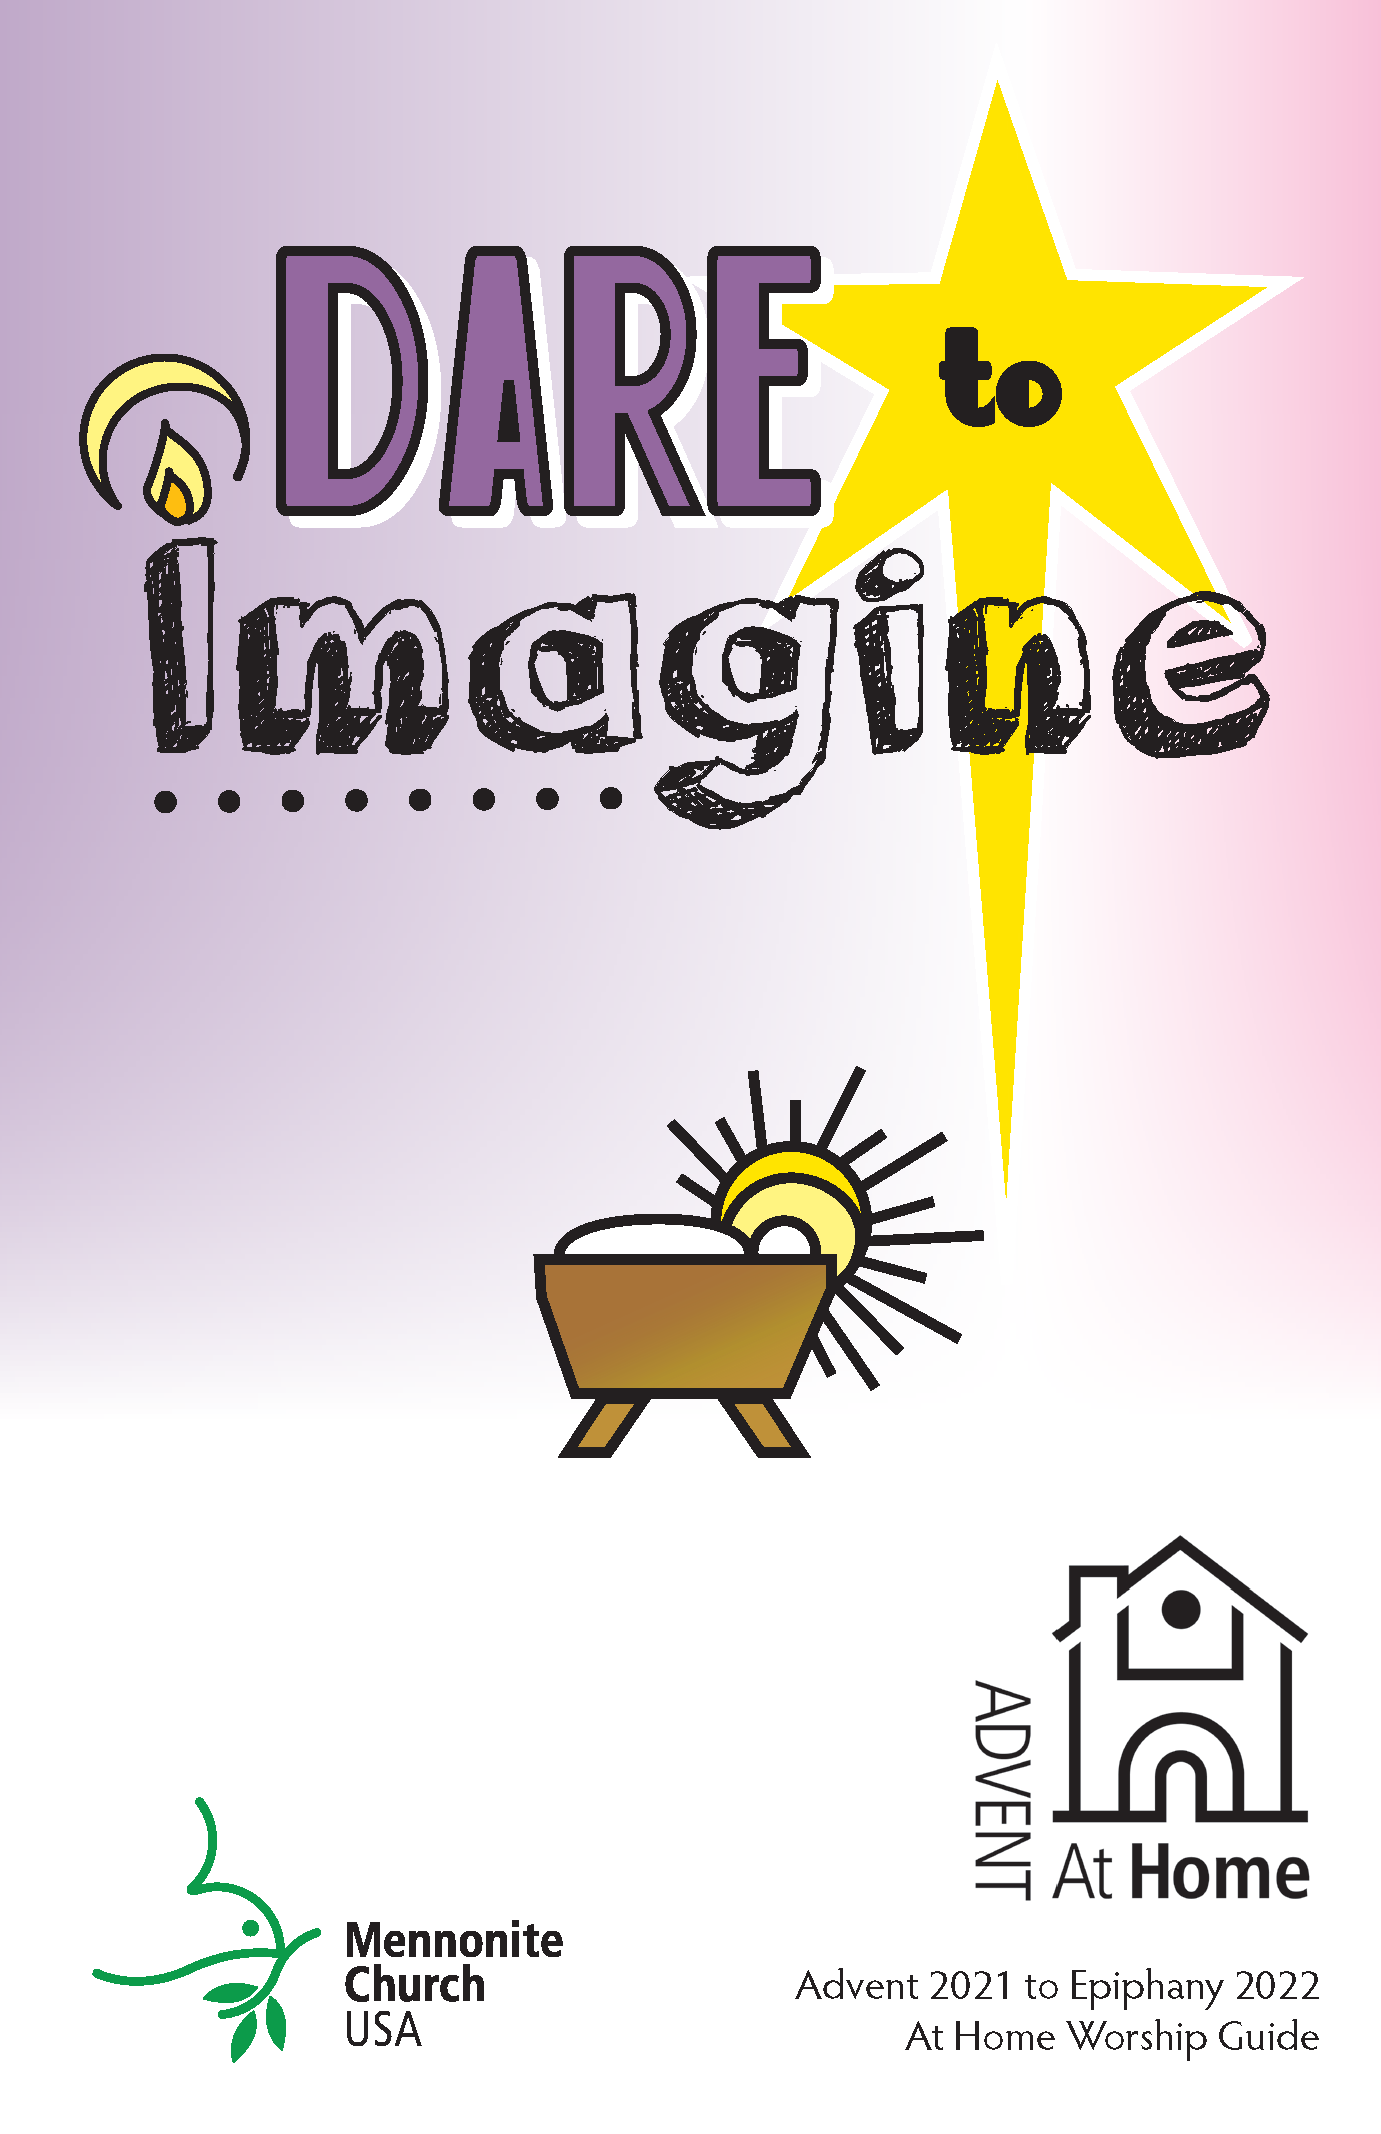 DARE to
Imagine
ADVENT
At Home
Mennonite
Church
USA
Advent 2021 to Epiphany 2022
At Home Worship Guide